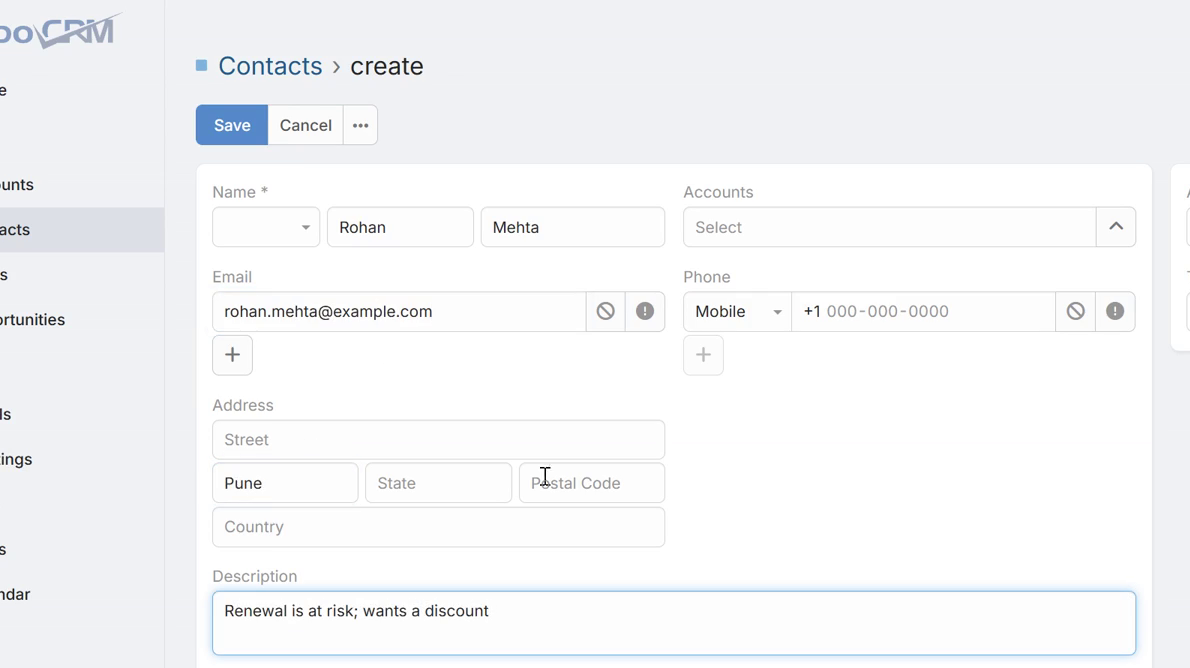 CRM
Contacts › create
Save Cancel ···
Name * Accounts
Rohan Mehta Select
Email Phone
rohan.mehta@example.com Mobile +1 000-000-0000
Address
Street
Pune State Postal Code
Country
Description
Renewal is at risk; wants a discount